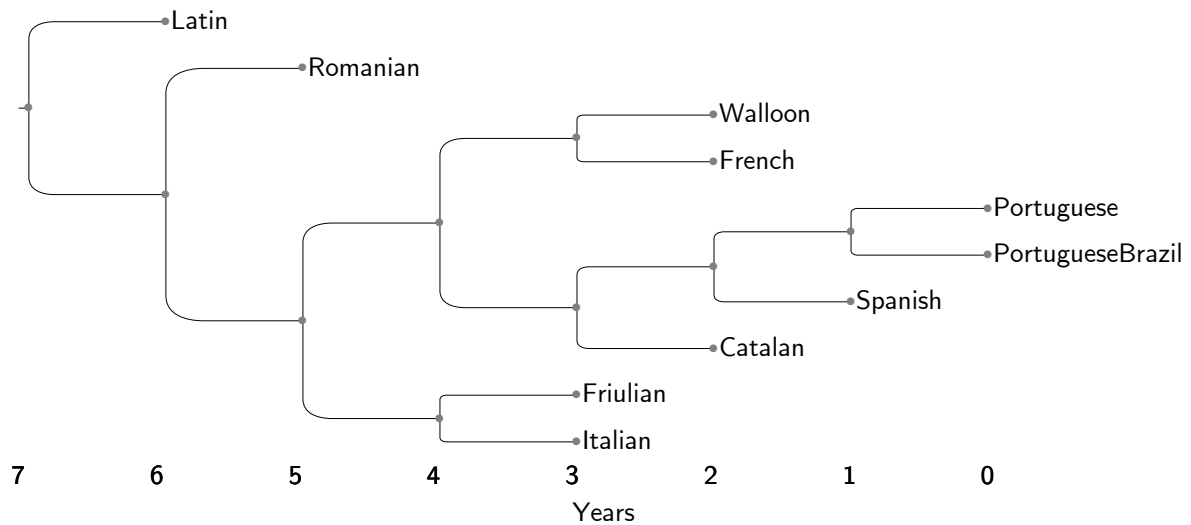 Latin
Romanian
Walloon
French
Portuguese
PortugueseBrazil
Spanish
Catalan
Friulian
Italian
7 6 5 4 3 2 1 0
Years